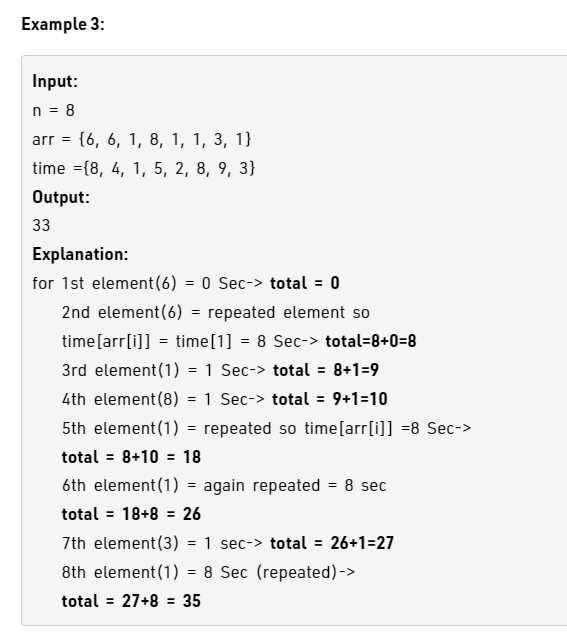 Example 3:
Input:
n = 8
arr = {6, 6, 1, 8, 1, 1, 3, 1}
time ={8, 4, 1, 5, 2, 8, 9, 3}
Output:
33
Explanation:
for 1st element(6) = 0 Sec-> total = 0
2nd element(6) = repeated element so
time[arr[i]] = time[1] = 8 Sec-> total=8+0=8
3rd element(1) = 1 Sec-> total = 8+1=9
4th element(8) = 1 Sec-> total = 9+1=10
5th element(1) = repeated so time[arr[i]] =8 Sec->
total = 8+10 = 18
6th element(1) = again repeated = 8 sec
total = 18+8 = 26
7th element(3) = 1 sec-> total = 26+1=27
8th element(1) = 8 Sec (repeated)->
total = 27+8 = 35